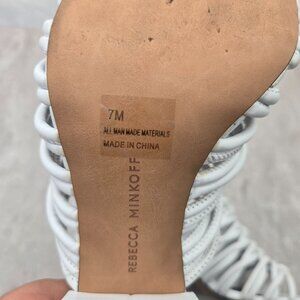 7M
ALL MAN MADE MATERIALS
MADE IN CHINA
REBECCA MINKOFF